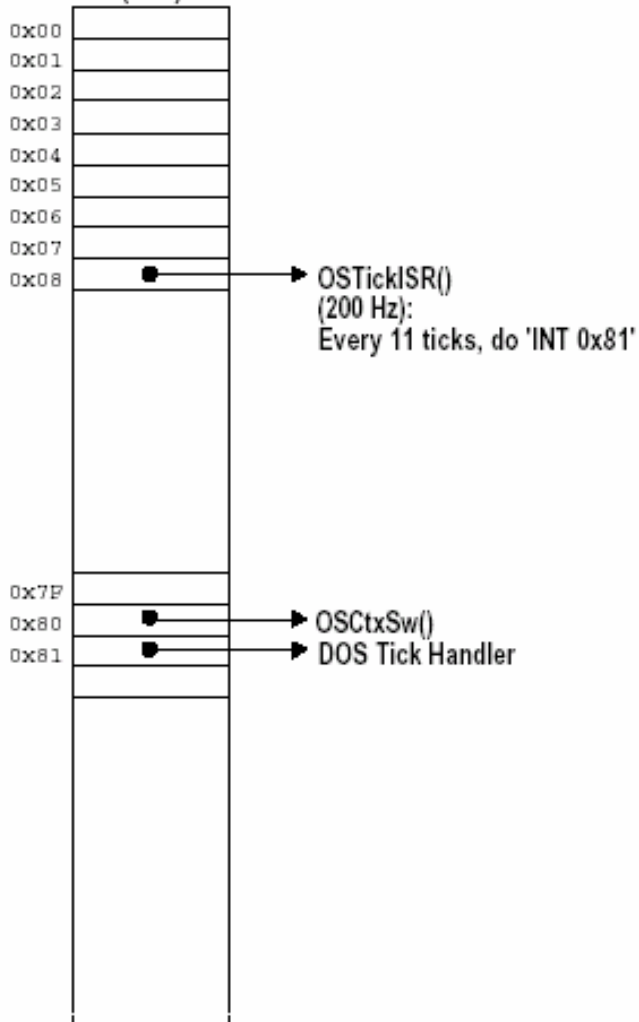 0x00
0x01
0x02
0x03
0x04
0x05
0x06
0x07
0x08
OSTickISR()
(200 Hz):
Every 11 ticks, do 'INT 0x81'
0x7F
0x80
OSCtxSw()
0x81
DOS Tick Handler